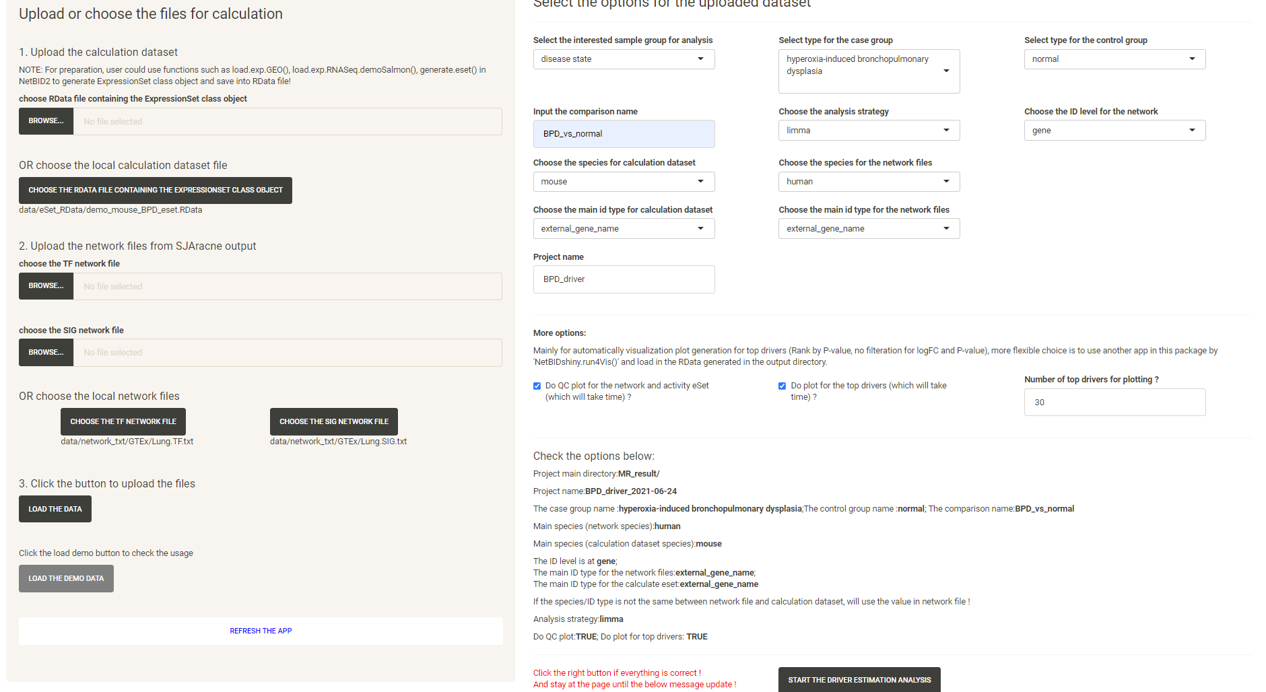 Upload or choose the files for calculation
1. Upload the calculation dataset
NOTE: For preparation, user could use functions such as load.exp.GEO(), load.exp.RNASeq.demoSalmon(), generate.eset() in
NetBID2 to generate ExpressionSet class object and save into RData file!
choose RData file containing the ExpressionSet class object
BROWSE... No file selected
OR choose the local calculation dataset file
CHOOSE THE RDATA FILE CONTAINING THE EXPRESSIONSET CLASS OBJECT
data/eSet_RData/demo_mouse_BPD_eset.RData
2. Upload the network files from SJAracne output
choose the TF network file
BROWSE... No file selected
choose the SIG network file
BROWSE... No file selected
OR choose the local network files
CHOOSE THE TF NETWORK FILE CHOOSE THE SIG NETWORK FILE
data/network_txt/GTEx/Lung.TF.txt data/network_txt/GTEx/Lung.SIG.txt
3. Click the button to upload the files
LOAD THE DATA
Click the load demo button to check the usage
LOAD THE DEMO DATA
REFRESH THE APP
Select the options for the uploaded dataset
Select the interested sample group for analysis Select type for the case group Select type for the control group
disease state hyperoxia-induced bronchopulmonary normal
dysplasia
Input the comparison name Choose the analysis strategy Choose the ID level for the network
BPD_vs_normal limma gene
Choose the species for calculation dataset Choose the species for the network files
mouse human
Choose the main id type for calculation dataset Choose the main id type for the network files
external_gene_name external_gene_name
Project name
BPD_driver
More options:
Mainly for automatically visualization plot generation for top drivers (Rank by P-value, no filteration for logFC and P-value), more flexible choice is to use another app in this package by
'NetBIDshiny.run4Vis()' and load in the RData generated in the output directory.
Do QC plot for the network and activity eSet Do plot for the top drivers (which will take Number of top drivers for plotting ?
(which will take time) ? time) ? 30
Check the options below:
Project main directory:MR_result/
Project name:BPD_driver_2021-06-24
The case group name :hyperoxia-induced bronchopulmonary dysplasia;The control group name :normal; The comparison name:BPD_vs_normal
Main species (network species):human
Main species (calculation dataset species):mouse
The ID level is at gene;
The main ID type for the network files:external_gene_name;
The main ID type for the calculate eset:external_gene_name
If the species/ID type is not the same between network file and calculation dataset, will use the value in network file !
Analysis strategy:limma
Do QC plot:TRUE; Do plot for top drivers: TRUE
Click the right button if everything is correct !
And stay at the page until the below message update !
START THE DRIVER ESTIMATION ANALYSIS